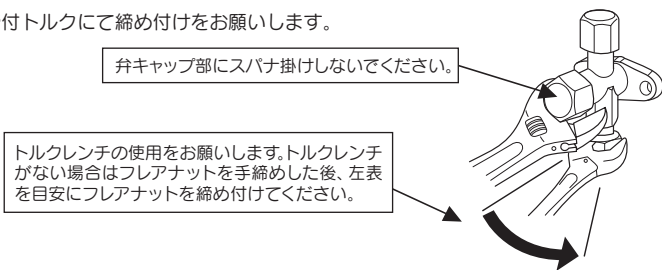 付トルクにて締め付けをお願いします。
弁キャップ部にスパナ掛けしないでください。
トルクレンチの使用をお願いします。トルクレンチ
がない場合はフレアナットを手締めした後、左表
を目安にフレアナットを締め付けてください。